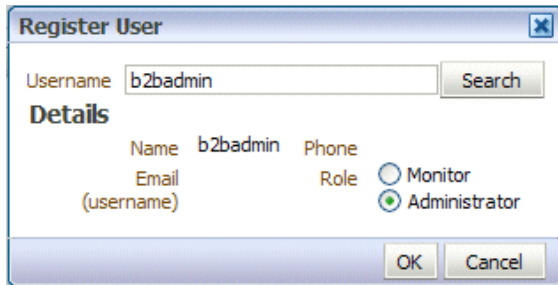 Register User
Username b2badmin Search
Details
Name b2badmin Phone
Email Role Monitor
(username) Administrator
OK Cancel